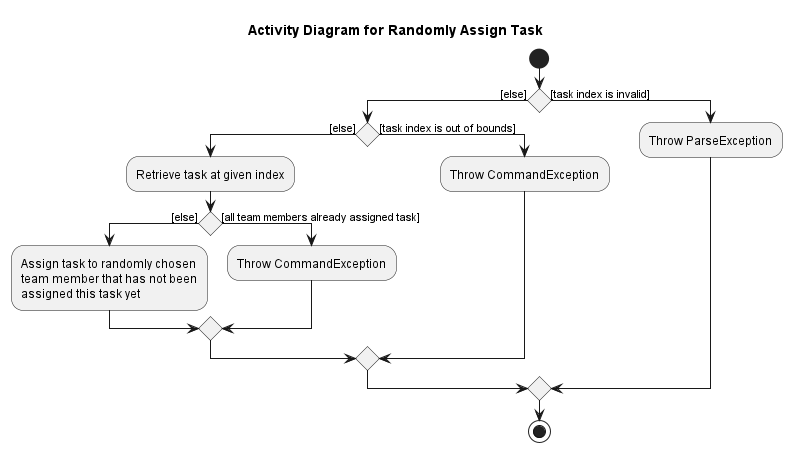 Activity Diagram for Randomly Assign Task
[else]
[task index is invalid]
[else]
[task index is out of bounds]
Throw ParseException
Retrieve task at given index
Throw CommandException
[else]
[all team members already assigned task]
Assign task to randomly chosen
team member that has not been
assigned this task yet
Throw CommandException